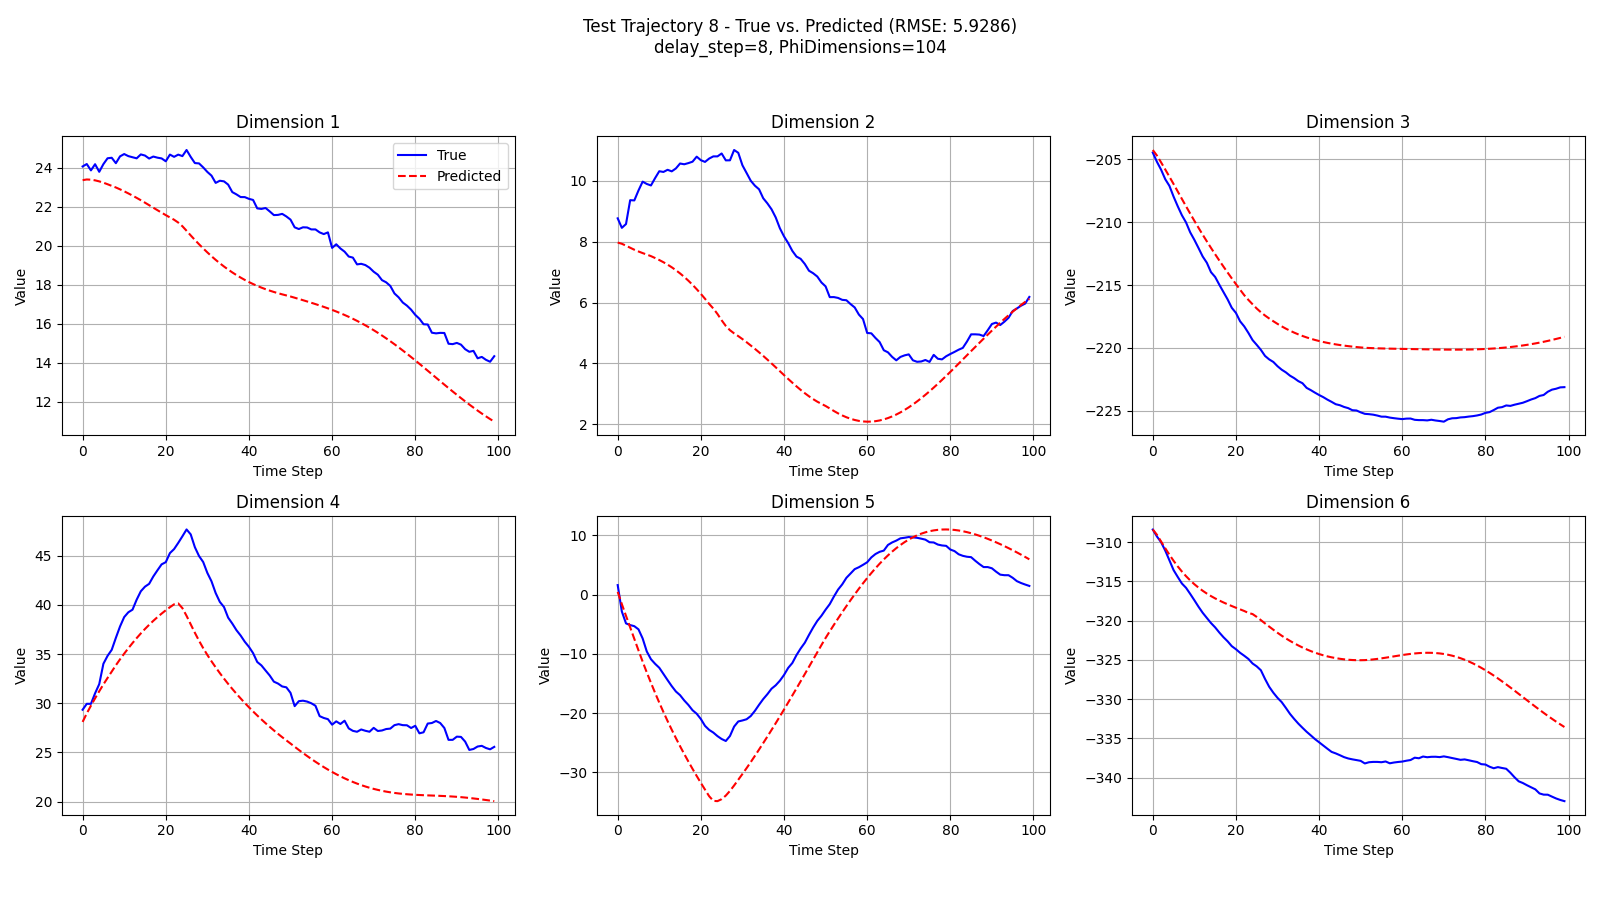 Test Trajectory 8 - True vs. Predicted (RMSE: 5.9286)
delay_step=8, PhiDimensions=104
Dimension 1
True
Predicted
24
22
20
18
16
14
12
Value
0 20 40 60 80 100
Time Step
Dimension 2
10
8
6
4
2
Value
0 20 40 60 80 100
Time Step
Dimension 3
−205
−210
−215
−220
−225
Value
0 20 40 60 80 100
Time Step
Dimension 4
45
40
35
30
25
20
Value
0 20 40 60 80 100
Time Step
Dimension 5
10
0
−10
−20
−30
Value
0 20 40 60 80 100
Time Step
Dimension 6
−310
−315
−320
−325
−330
−335
−340
Value
0 20 40 60 80 100
Time Step